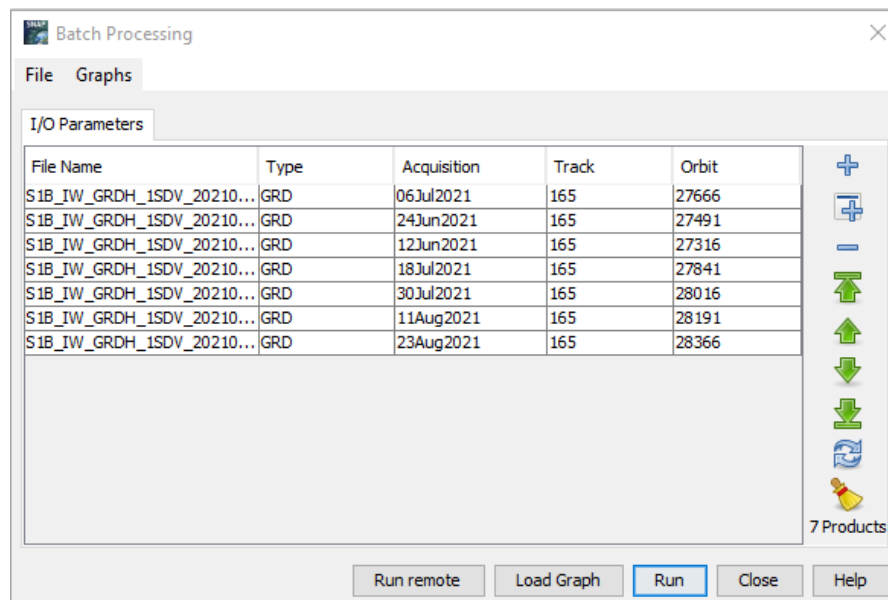 SNAP
Batch Processing
File Graphs
I/O Parameters
File Name Type Acquisition Track Orbit
S1B_IW_GRDH_1SDV_20210... GRD 06Jul2021 165 27666
S1B_IW_GRDH_1SDV_20210... GRD 24Jun2021 165 27491
S1B_IW_GRDH_1SDV_20210... GRD 12Jun2021 165 27316
S1B_IW_GRDH_1SDV_20210... GRD 18Jul2021 165 27841
S1B_IW_GRDH_1SDV_20210... GRD 30Jul2021 165 28016
S1B_IW_GRDH_1SDV_20210... GRD 11Aug2021 165 28191
S1B_IW_GRDH_1SDV_20210... GRD 23Aug2021 165 28366
7 Products
Run remote Load Graph Run Close Help